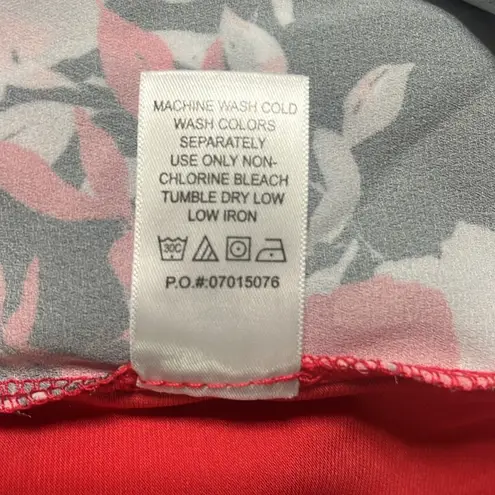 MACHINE WASH COLD
WASH COLORS
SEPARATELY
USE ONLY NON-
CHLORINE BLEACH
TUMBLE DRY LOW
LOW IRON
30C
P.O.#:07015076